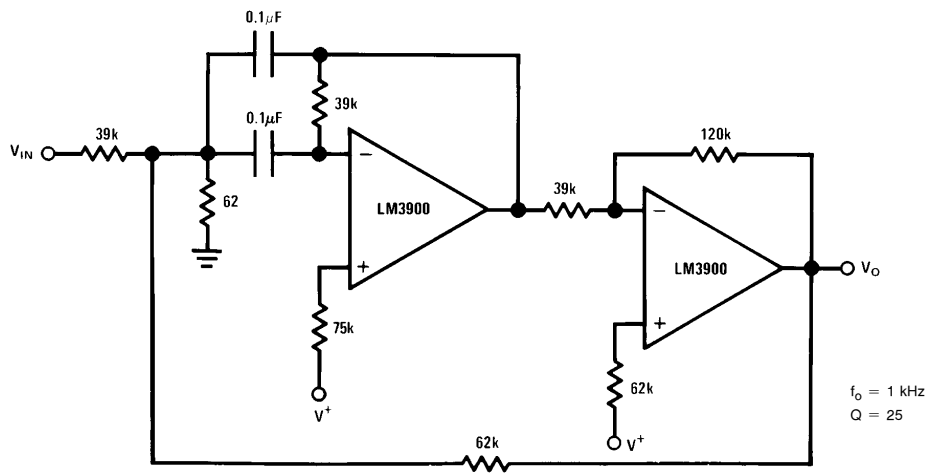 0.1μF
39k
0.1μF
39k
V_IN
62
−
LM3900
+
75k
V⁺
39k
120k
−
LM3900
+
62k
V⁺
V_O
f_o = 1 kHz
Q = 25
62k